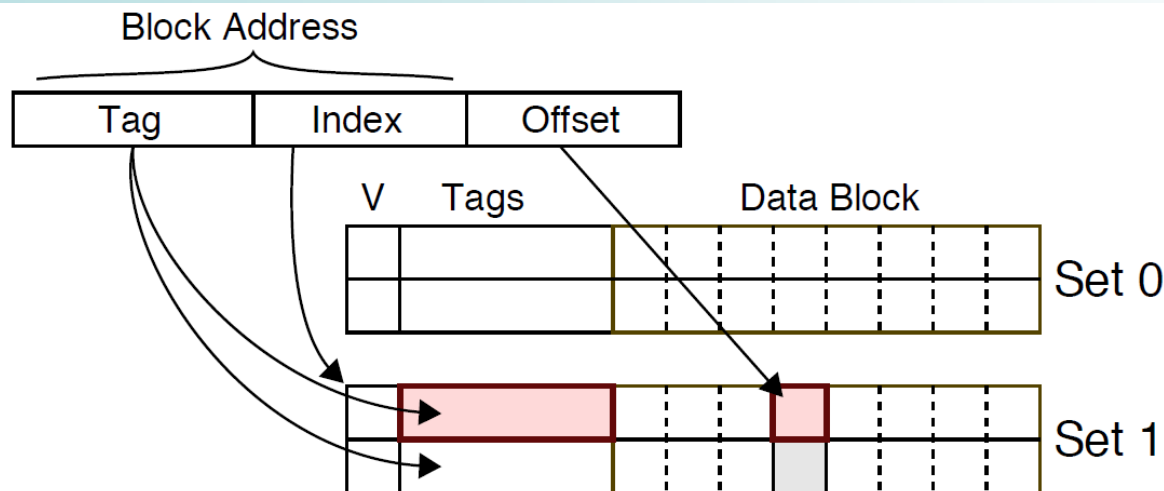 Block Address
Tag Index Offset
V Tags Data Block
Set 0
Set 1